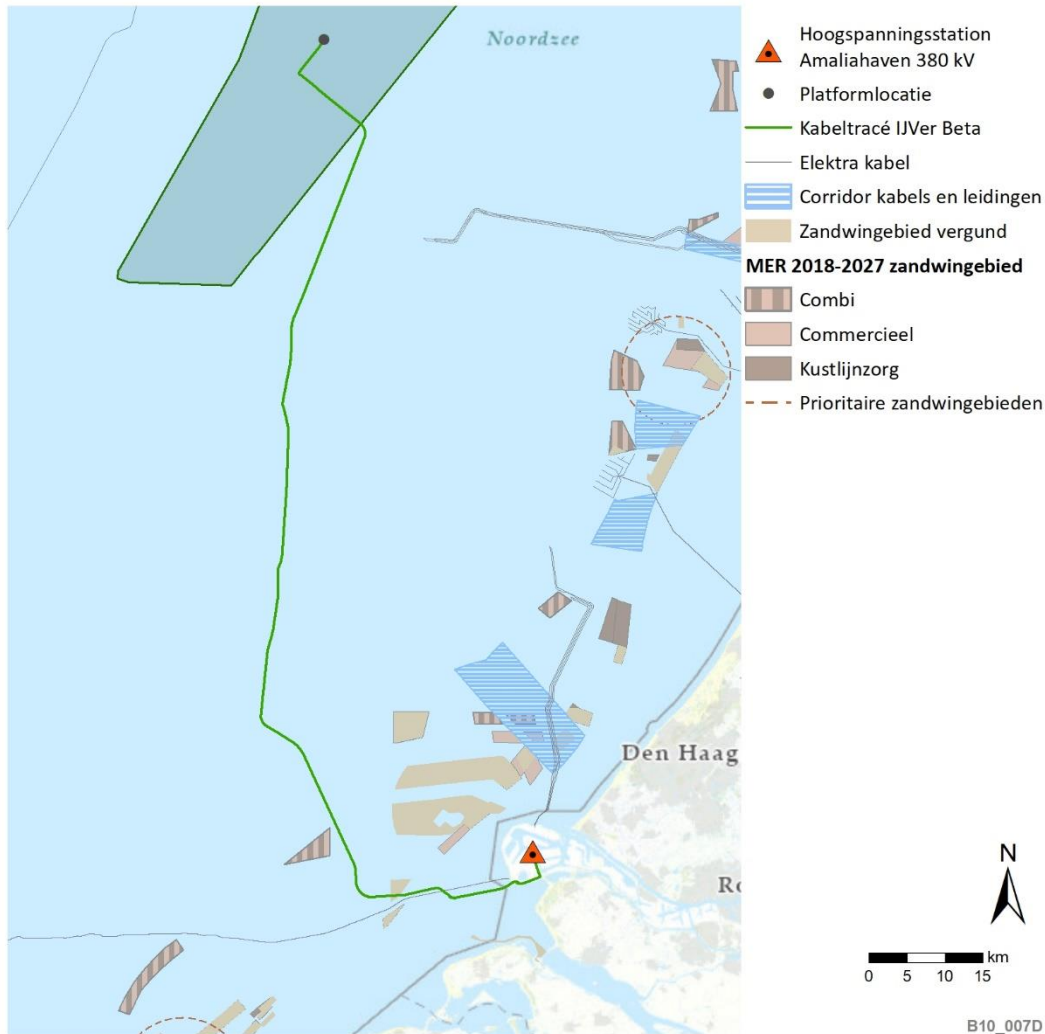 Noordzee
Hoogspanningsstation
Amaliahaven 380 kV
Platformlocatie
Kabeltracé IJVer Beta
Elektra kabel
Corridor kabels en leidingen
Zandwingebied vergund
MER 2018-2027 zandwingebied
Combi
Commercieel
Kustlijnzorg
Prioritaire zandwingebieden
Den Haag
Ro
N
km
0 5 10 15
B10_007D